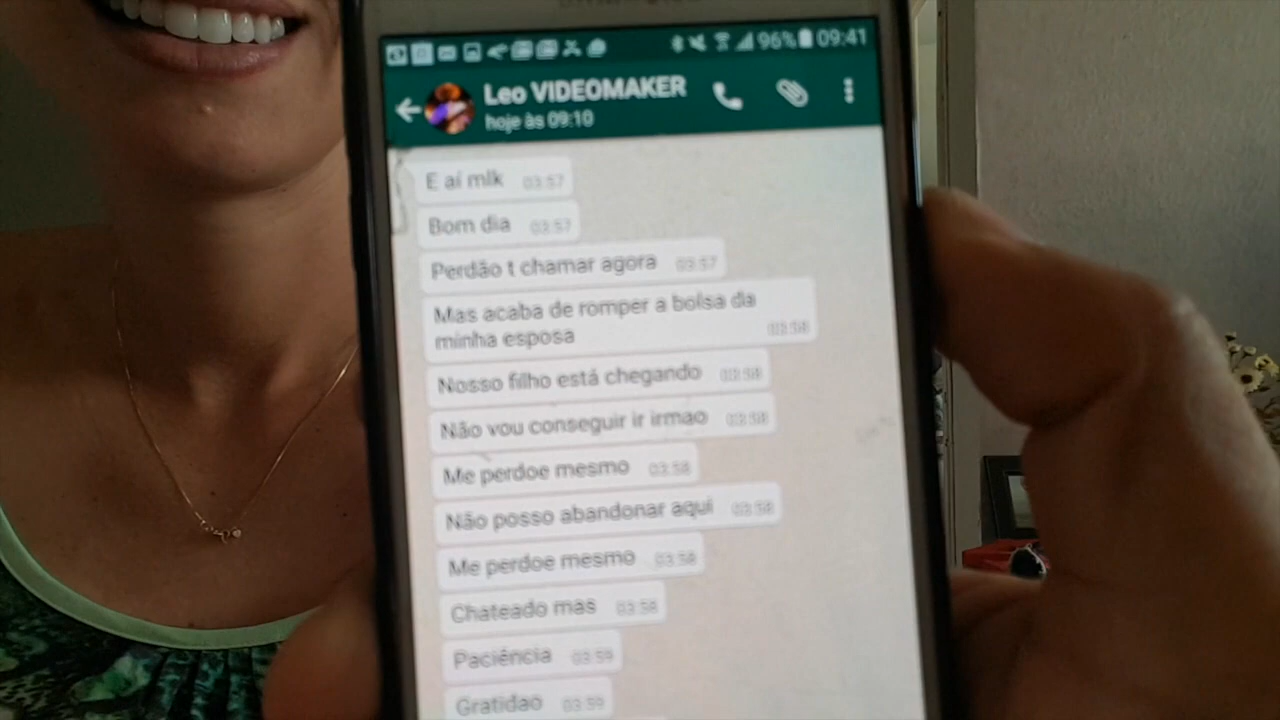 96% 09:41
Leo VIDEOMAKER
hoje às 09:10
E aí mlk 03:57
Bom dia 03:57
Perdão t chamar agora 03:57
Mas acaba de romper a bolsa da
minha esposa 03:58
Nosso filho está chegando 03:58
Não vou conseguir ir irmao 03:58
Me perdoe mesmo 03:58
Não posso abandonar aqui 03:58
Me perdoe mesmo 03:58
Chateado mas 03:58
Paciência 03:59
Gratidao 03:59